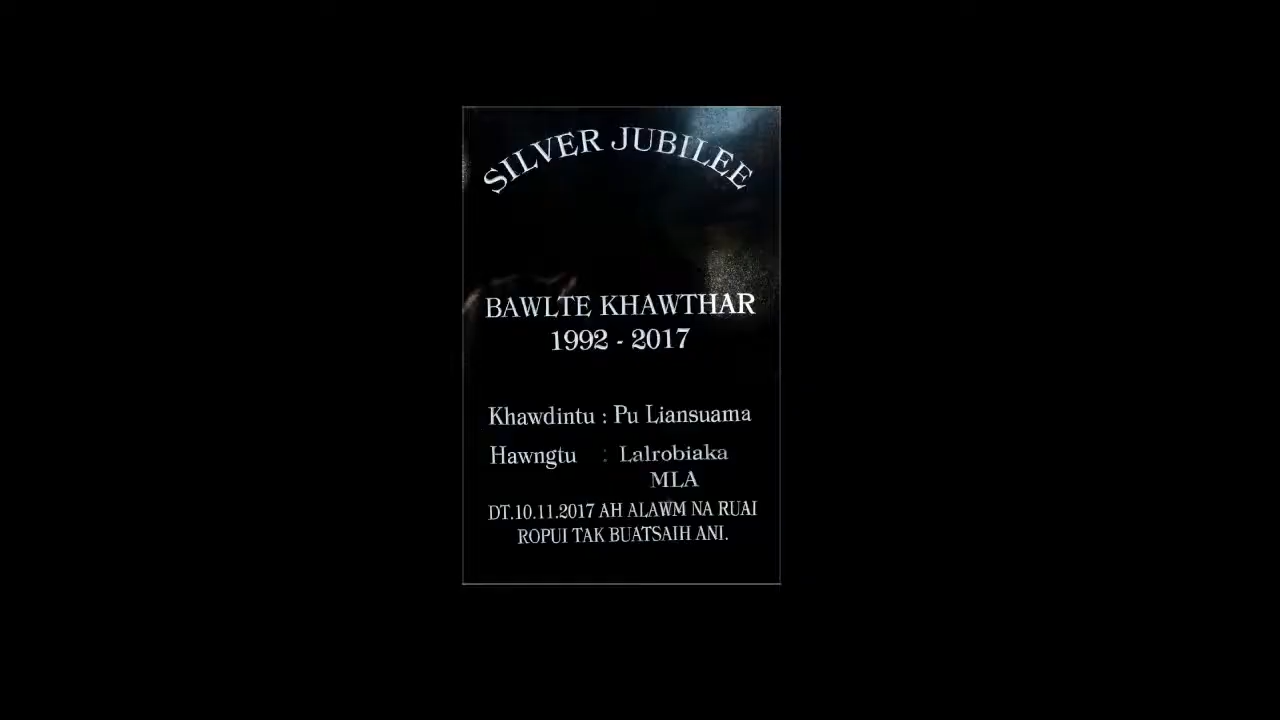 SILVER JUBILEE
BAWLTE KHAWTHAR
1992 - 2017
Khawdintu : Pu Liansuama
Hawngtu : Lalrobiaka
MLA
DT.10.11.2017 AH ALAWM NA RUAI
ROPUI TAK BUATSAIH ANI.